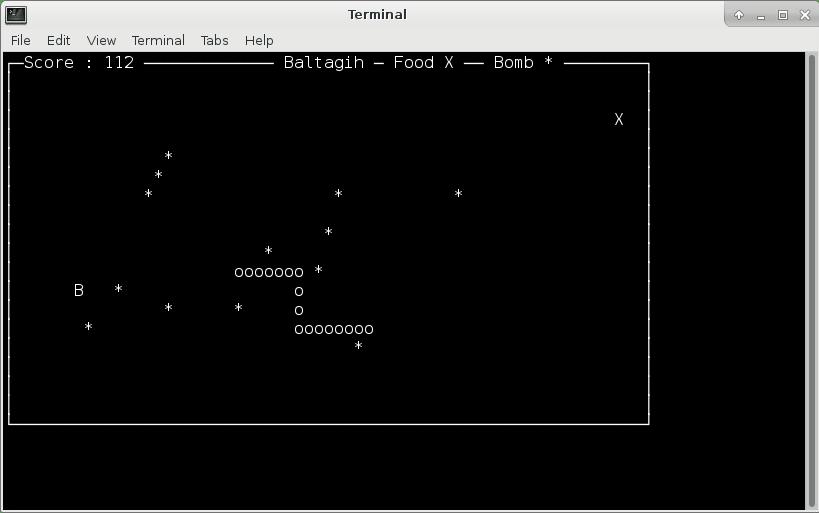 Terminal
File Edit View Terminal Tabs Help
Score : 112 Baltagih — Food X — Bomb *
X
*
*
* * *
*
*
ooooooo *
B * o
* * o
* oooooooo
*